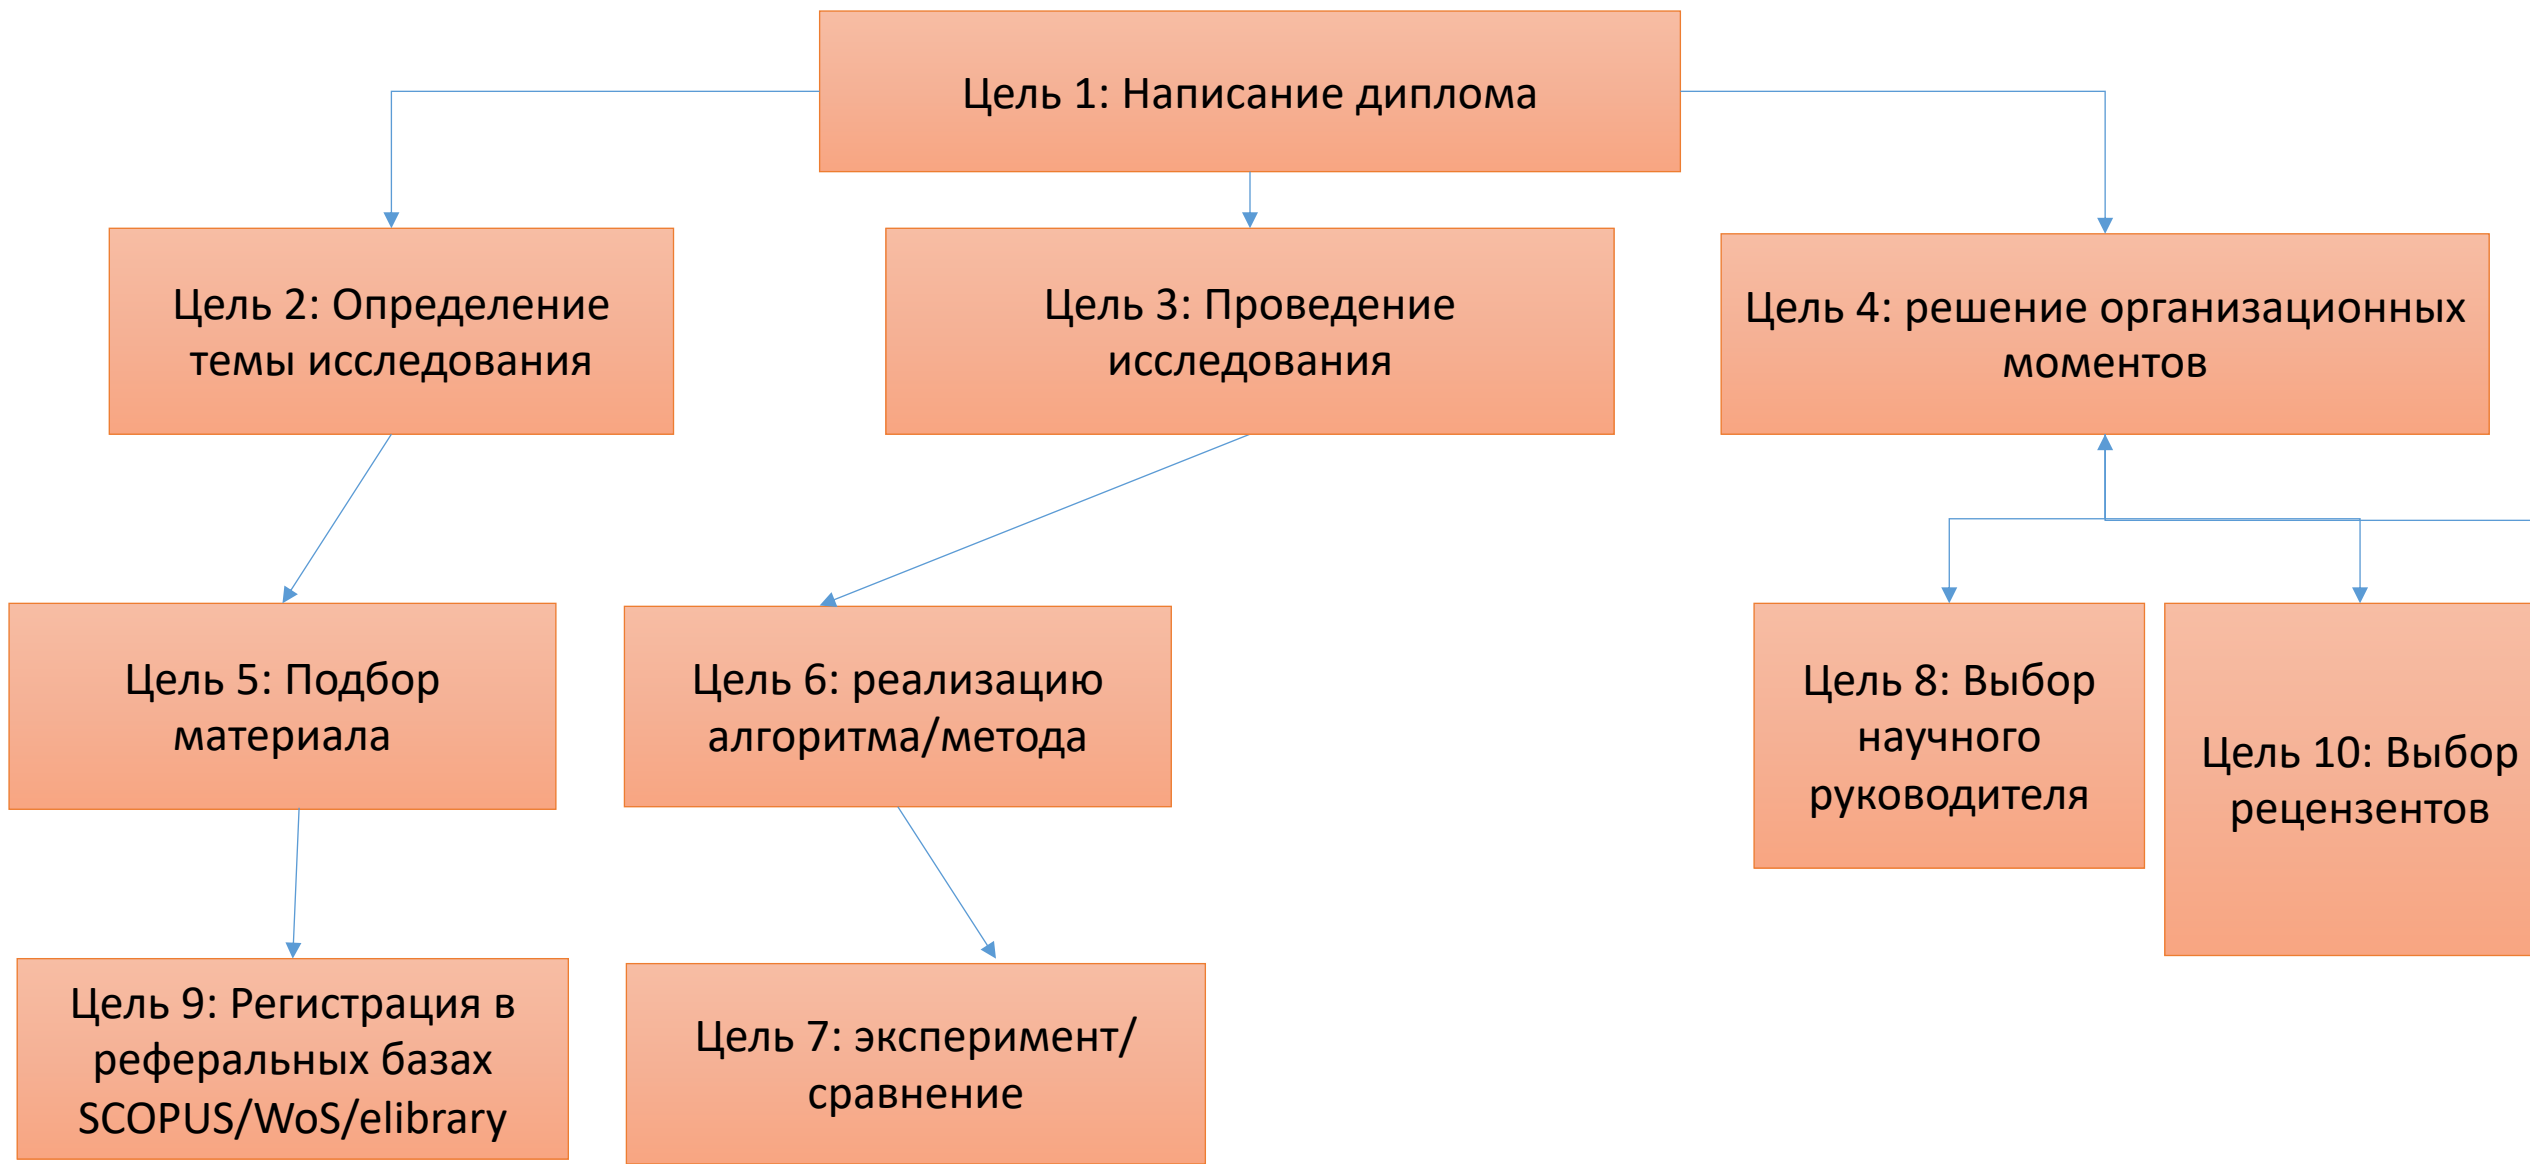 Цель 1: Написание диплома
Цель 2: Определение
темы исследования
Цель 3: Проведение
исследования
Цель 4: решение организационных
моментов
Цель 5: Подбор
материала
Цель 6: реализацию
алгоритма/метода
Цель 8: Выбор
научного
руководителя
Цель 10: Выбор
рецензентов
Цель 9: Регистрация в
реферальных базах
SCOPUS/WoS/elibrary
Цель 7: эксперимент/
сравнение